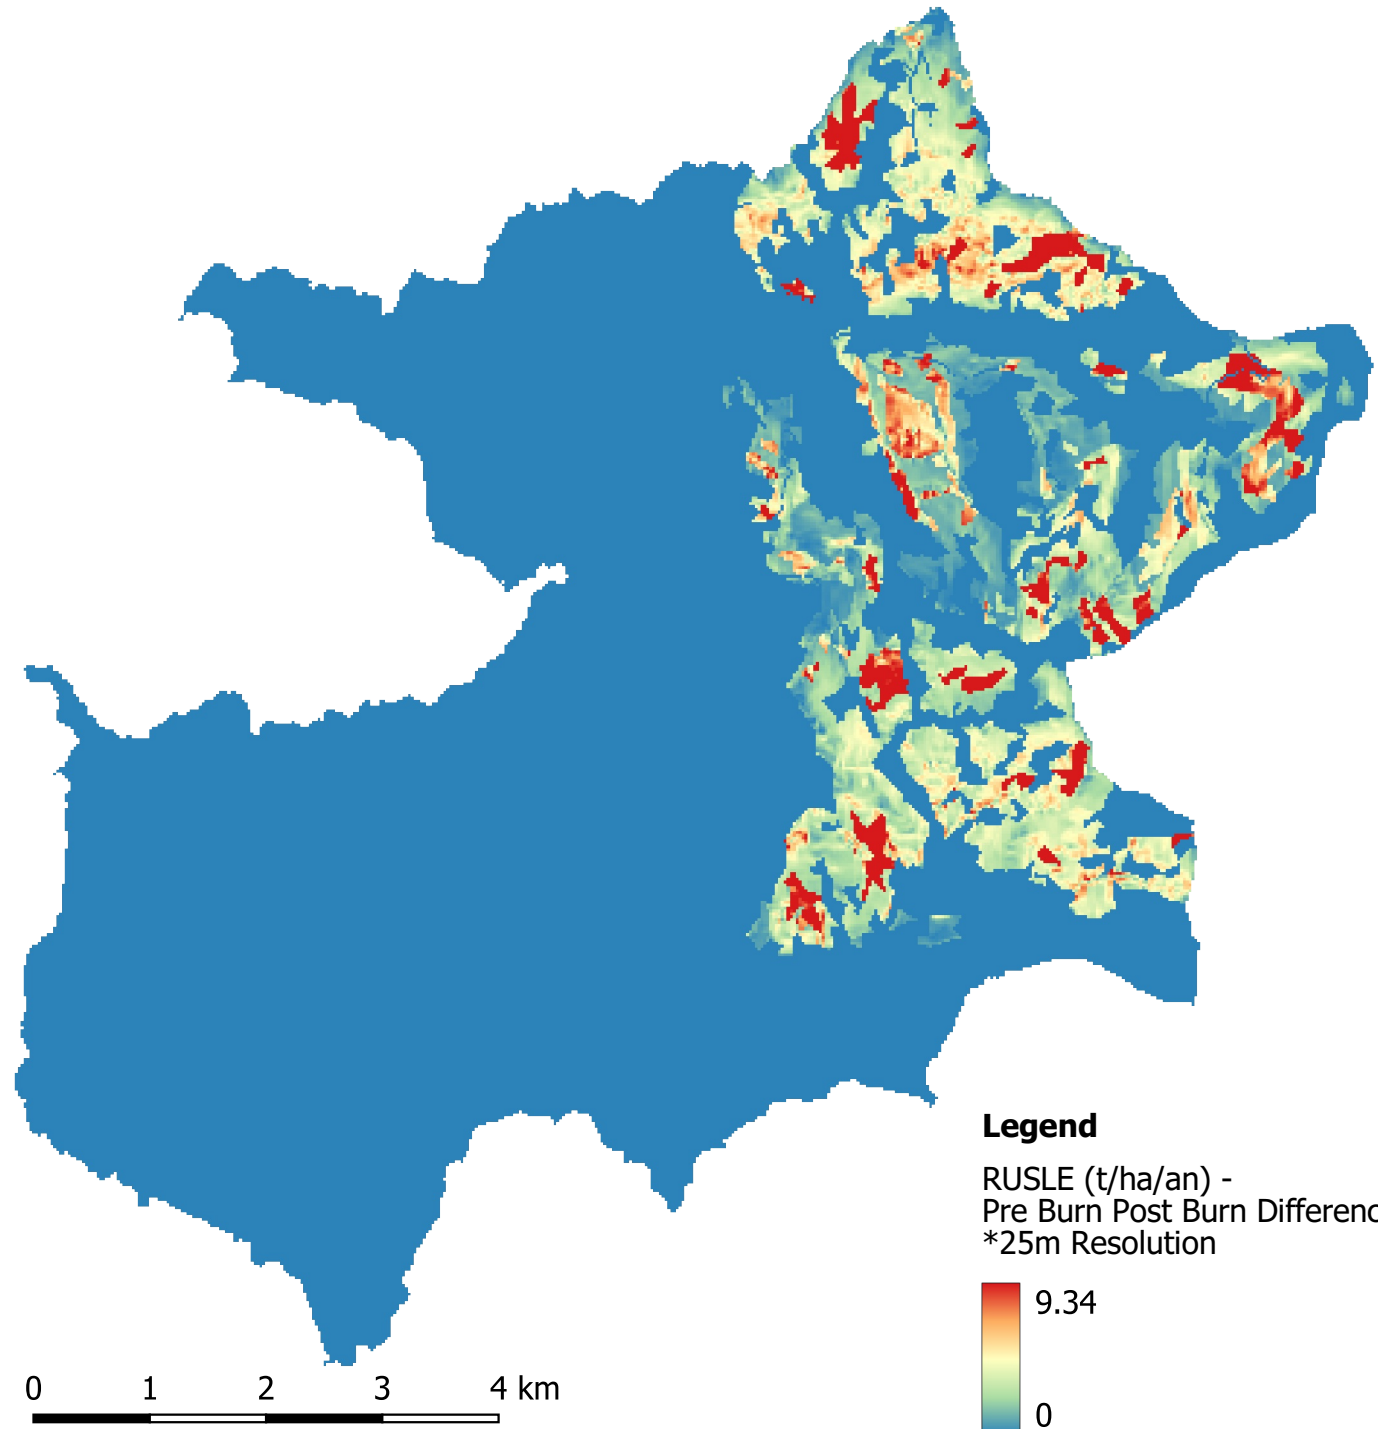 Legend
RUSLE (t/ha/an) -
Pre Burn Post Burn Differenc
*25m Resolution
9.34
0
0 1 2 3 4 km